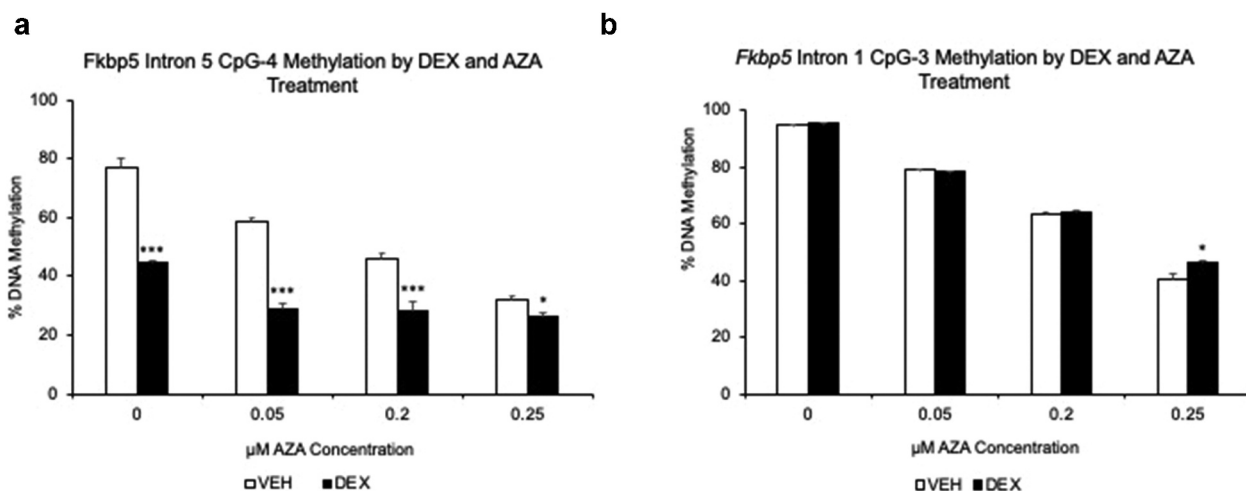 a
Fkbp5 Intron 5 CpG-4 Methylation by DEX and AZA
Treatment
100
80
60
40
20
0
% DNA Methylation
***
***
***
*
0
0.05
0.2
0.25
µM AZA Concentration
VEH
DEX
b
Fkbp5 Intron 1 CpG-3 Methylation by DEX and AZA
Treatment
100
80
60
40
20
0
% DNA Methylation
*
0
0.05
0.2
0.25
µM AZA Concentration
VEH
DEX